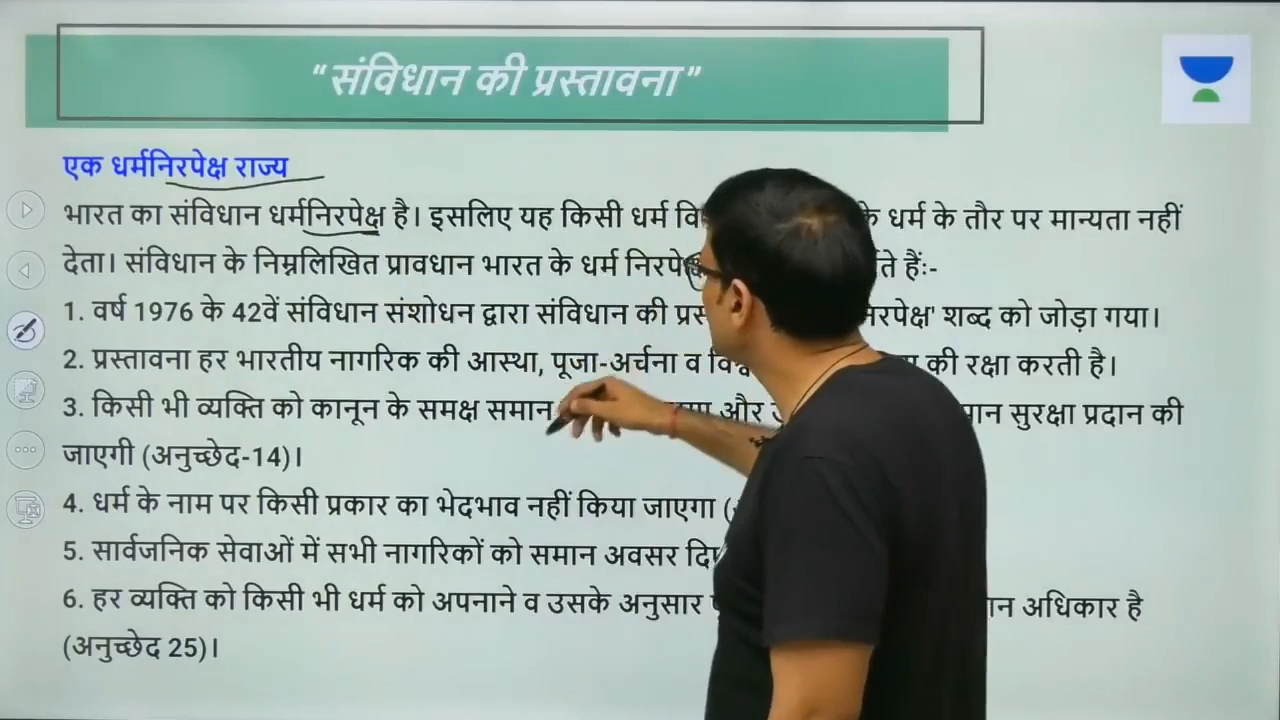 “संविधान की प्रस्तावना”
एक धर्मनिरपेक्ष राज्य
भारत का संविधान धर्मनिरपेक्ष है। इसलिए यह किसी धर्म के धर्म के तौर पर मान्यता नहीं
देता। संविधान के निम्नलिखित प्रावधान भारत के धर्म हैंः-
1. वर्ष 1976 के 42वें संविधान संशोधन द्वारा संविधान की शब्द को जोड़ा गया।
2. प्रस्तावना हर भारतीय नागरिक की आस्था, पूजा-अर्चना व की रक्षा करती है।
3. किसी भी व्यक्ति को कानून के समक्ष समान और सुरक्षा प्रदान की
जाएगी (अनुच्छेद-14)।
4. धर्म के नाम पर किसी प्रकार का भेदभाव नहीं किया जाएगा
5. सार्वजनिक सेवाओं में सभी नागरिकों को समान अवसर
6. हर व्यक्ति को किसी भी धर्म को अपनाने व उसके अनुसार अधिकार है
(अनुच्छेद 25)।